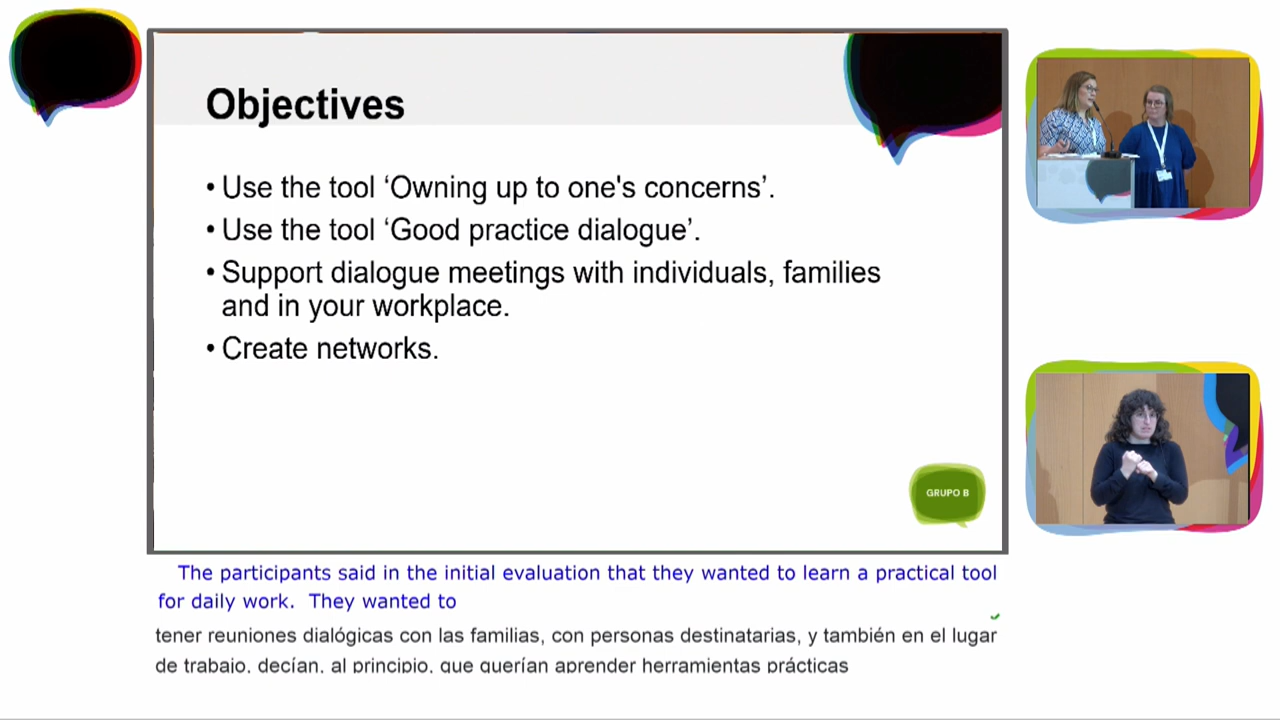 Objectives
• Use the tool ‘Owning up to one's concerns’.
• Use the tool ‘Good practice dialogue’.
• Support dialogue meetings with individuals, families
and in your workplace.
• Create networks.
GRUPO B
The participants said in the initial evaluation that they wanted to learn a practical tool
for daily work. They wanted to
tener reuniones dialógicas con las familias, con personas destinatarias, y también en el lugar
de trabajo, decían, al principio, que querían aprender herramientas prácticas